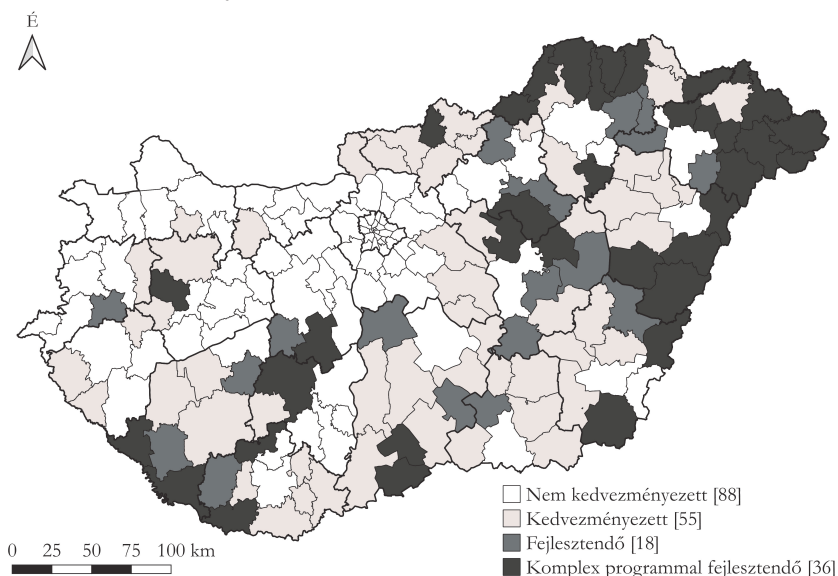 É
Nem kedvezményezett [88]
Kedvezményezett [55]
Fejlesztendő [18]
Komplex programmal fejlesztendő [36]
0 25 50 75 100 km